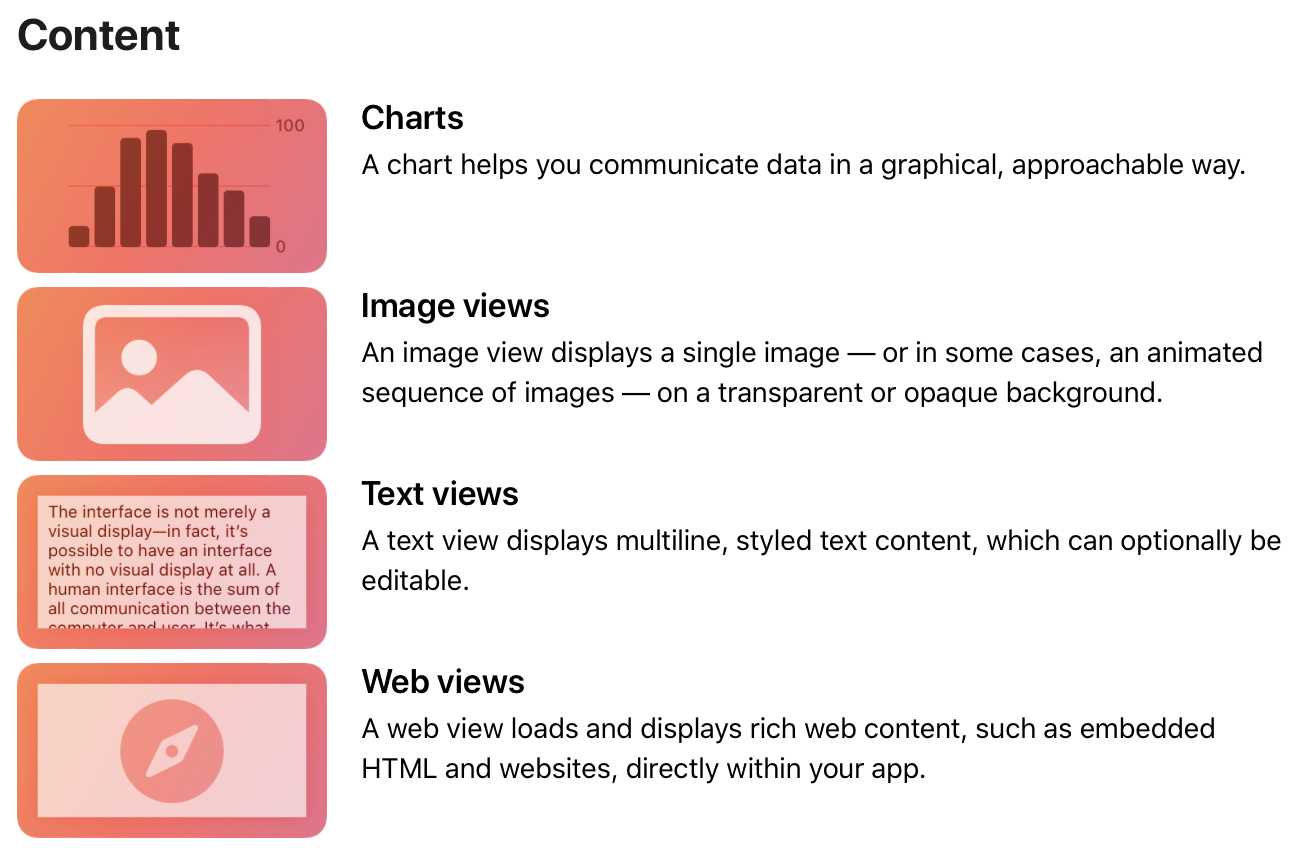 Content
100
0
Charts
A chart helps you communicate data in a graphical, approachable way.
Image views
An image view displays a single image — or in some cases, an animated
sequence of images — on a transparent or opaque background.
The interface is not merely a
visual display—in fact, it’s
possible to have an interface
with no visual display at all. A
human interface is the sum of
all communication between the
computer and user. It’s what
Text views
A text view displays multiline, styled text content, which can optionally be
editable.
Web views
A web view loads and displays rich web content, such as embedded
HTML and websites, directly within your app.